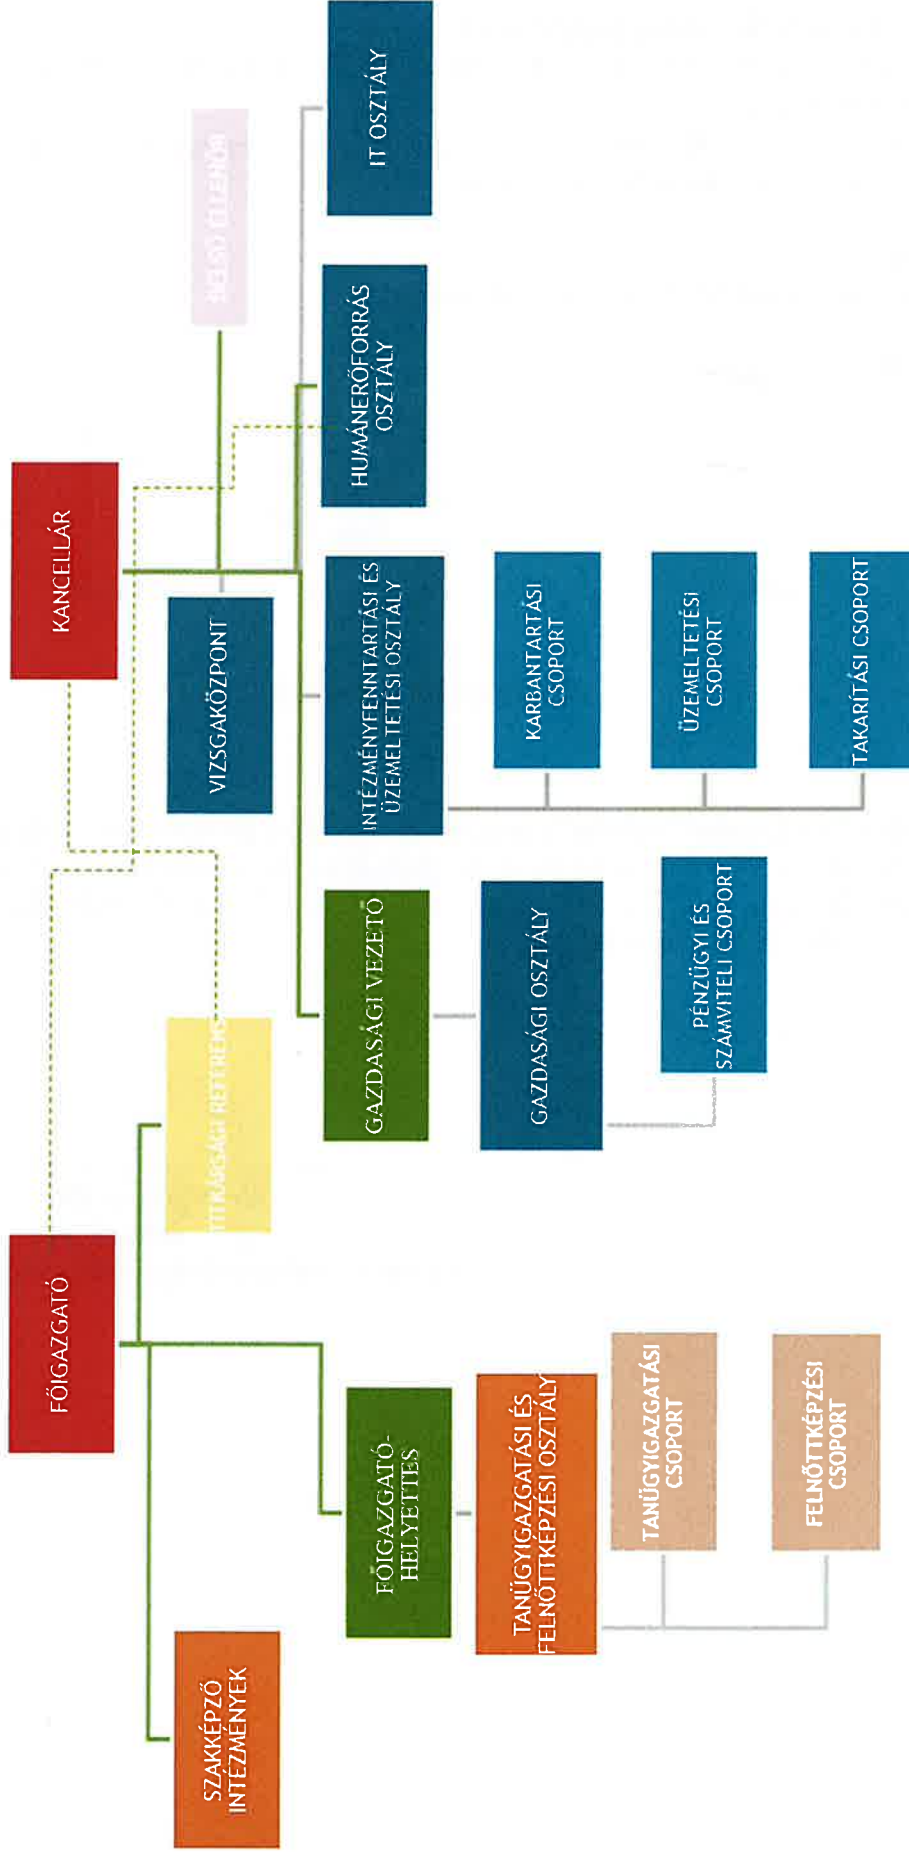 FŐIGAZGATÓ
KANCELLÁR
SZAKKÉPZŐ
INTÉZMÉNYEK
TITKÁRSÁGI REFERENS
VIZSGAKÖZPONT
BELSŐ ELLENŐR
FŐIGAZGATÓ-
HELYETTES
GAZDASÁGI VEZETŐ
INTÉZMÉNYFENNTARTÁSI ÉS
ÜZEMELTETÉSI OSZTÁLY
HUMÁNERŐFORRÁS
OSZTÁLY
IT OSZTÁLY
TANÜGYIGAZGATÁSI ÉS
FELNŐTTKÉPZÉSI OSZTÁLY
GAZDASÁGI OSZTÁLY
KARBANTARTÁSI
CSOPORT
TANÜGYIGAZGATÁSI
CSOPORT
PÉNZÜGYI ÉS
SZÁMVITELI CSOPORT
ÜZEMELTETÉSI
CSOPORT
FELNŐTTKÉPZÉSI
CSOPORT
TAKARÍTÁSI CSOPORT